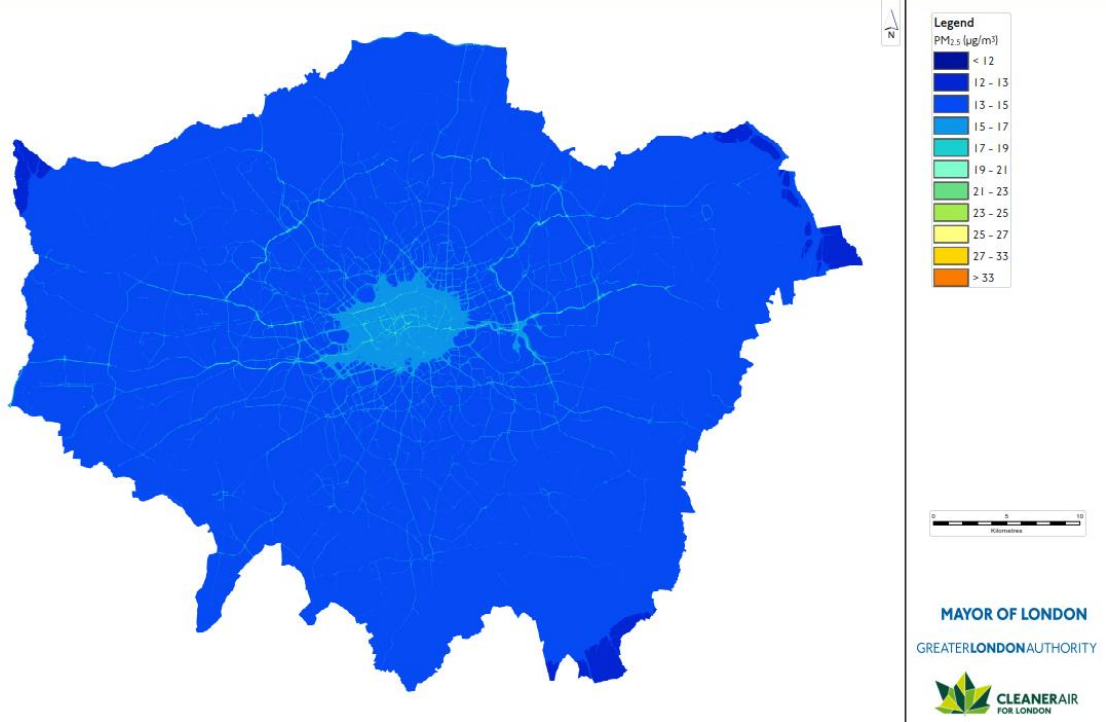 N
Legend
PM2.5 (µg/m³)
< 12
12 - 13
13 - 15
15 - 17
17 - 19
19 - 21
21 - 23
23 - 25
25 - 27
27 - 33
> 33
0 5 10
Kilometres
MAYOR OF LONDON
GREATERLONDONAUTHORITY
CLEANERAIR
FOR LONDON